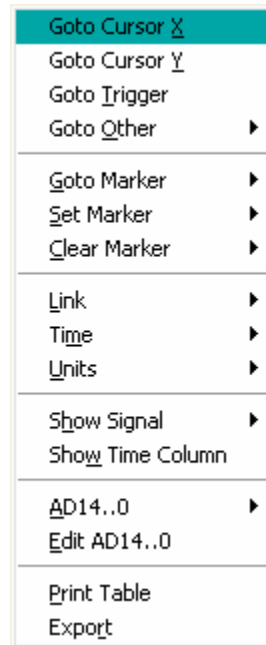 Goto Cursor X
Goto Cursor Y
Goto Trigger
Goto Other
Goto Marker
Set Marker
Clear Marker
Link
Time
Units
Show Signal
Show Time Column
AD14..0
Edit AD14..0
Print Table
Export